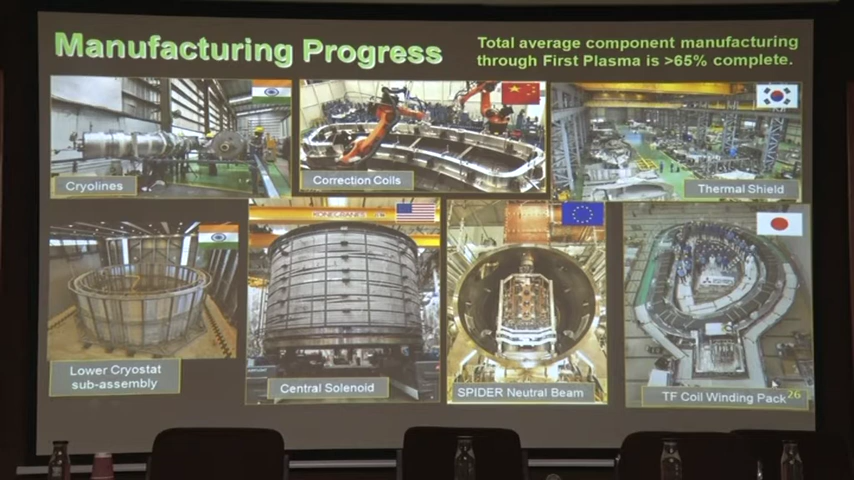 Manufacturing Progress
Total average component manufacturing
through First Plasma is >65% complete.
Cryolines
Correction Coils
Thermal Shield
KONECRANES
Lower Cryostat
sub-assembly
Central Solenoid
SPIDER Neutral Beam
TF Coil Winding Pack
26